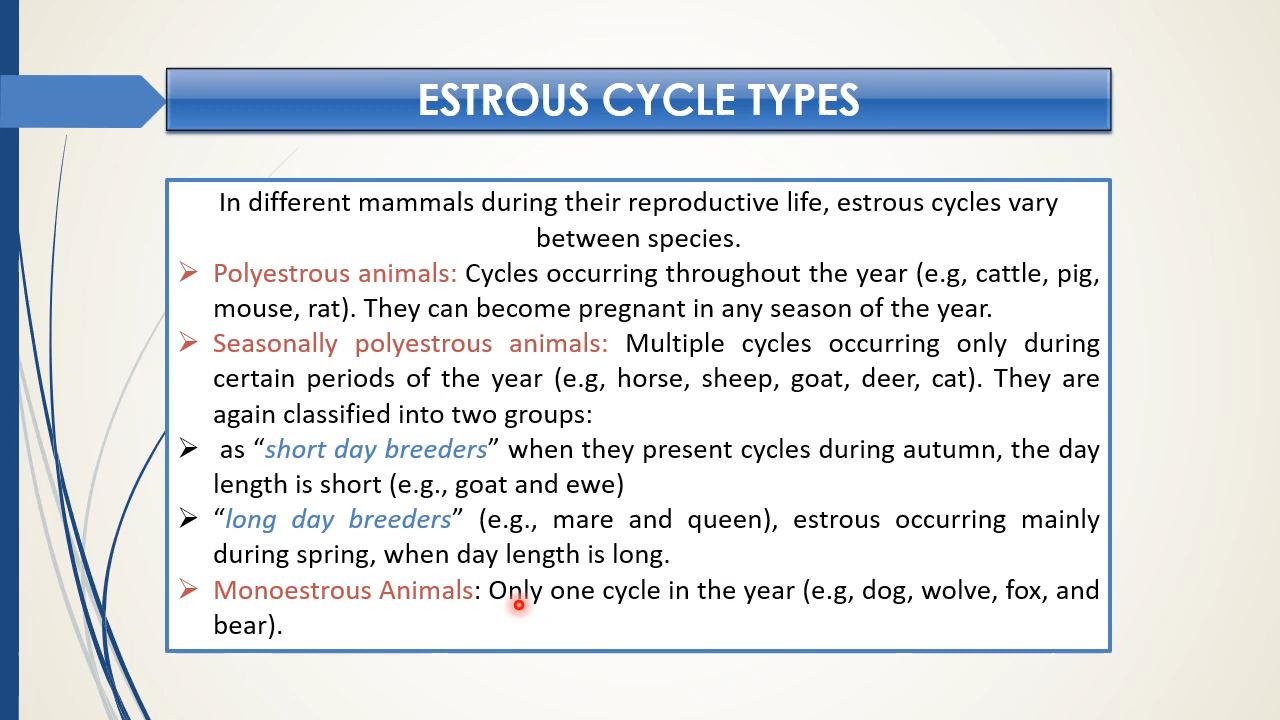 ESTROUS CYCLE TYPES
In different mammals during their reproductive life, estrous cycles vary
between species.
Polyestrous animals: Cycles occurring throughout the year (e.g, cattle, pig,
mouse, rat). They can become pregnant in any season of the year.
Seasonally polyestrous animals: Multiple cycles occurring only during
certain periods of the year (e.g, horse, sheep, goat, deer, cat). They are
again classified into two groups:
as “short day breeders” when they present cycles during autumn, the day
length is short (e.g., goat and ewe)
“long day breeders” (e.g., mare and queen), estrous occurring mainly
during spring, when day length is long.
Monoestrous Animals: Only one cycle in the year (e.g, dog, wolve, fox, and
bear).